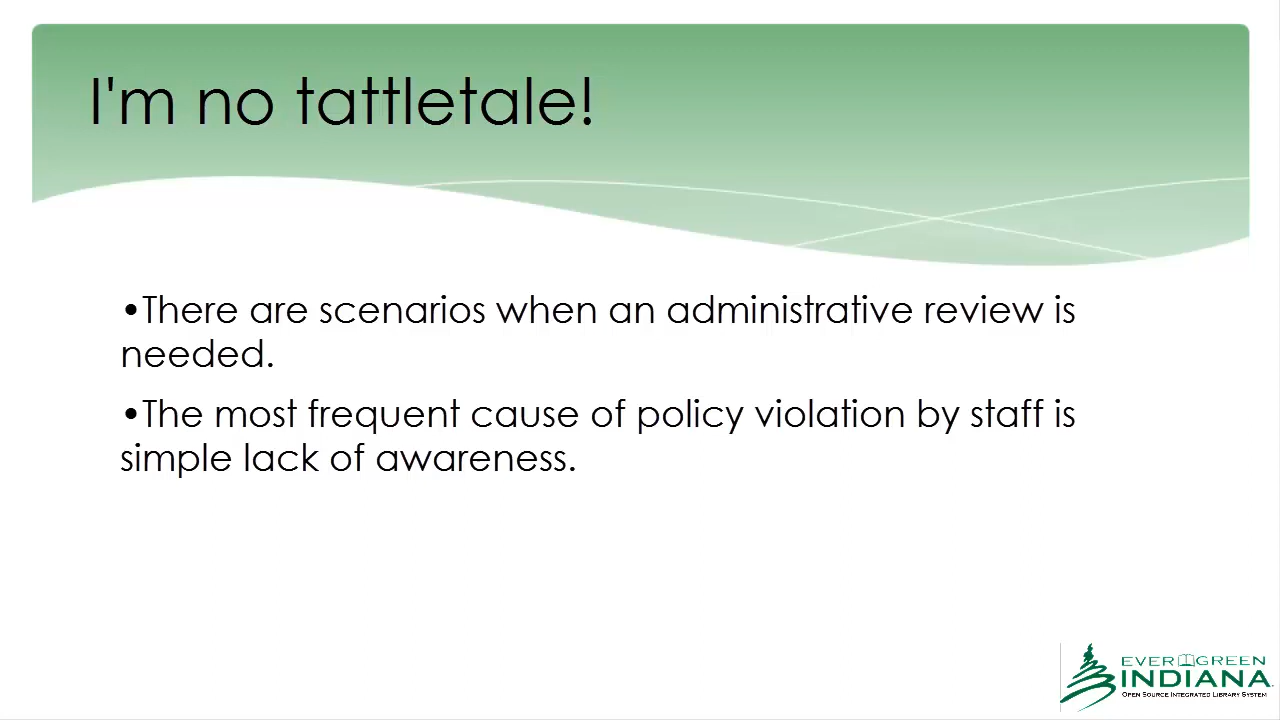 I'm no tattletale!
•There are scenarios when an administrative review is
needed.
•The most frequent cause of policy violation by staff is
simple lack of awareness.
EVERGREEN
INDIANA
OPEN SOURCE INTEGRATED LIBRARY SYSTEM